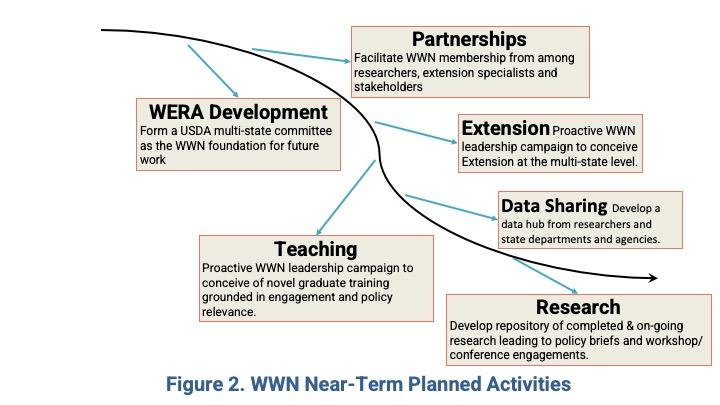 Partnerships
Facilitate WWN membership from among
researchers, extension specialists and
stakeholders
WERA Development
Form a USDA multi-state committee
as the WWN foundation for future
work
Extension Proactive WWN
leadership campaign to conceive
Extension at the multi-state level.
Data Sharing Develop a
data hub from researchers and
state departments and agencies.
Teaching
Proactive WWN leadership campaign to
conceive of novel graduate training
grounded in engagement and policy
relevance.
Research
Develop repository of completed & on-going
research leading to policy briefs and workshop/
conference engagements.
Figure 2. WWN Near-Term Planned Activities